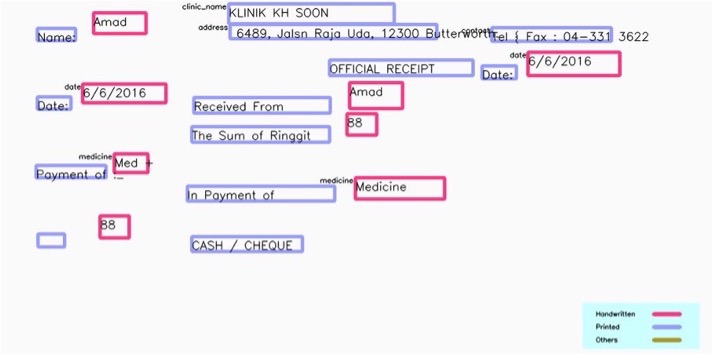 clinic_name KLINIK KH SOON
address 6489, Jalsn Raja Uda, 12300 Butterworth
contact Tel { Fax : 04-331 3622
Name: Amad
OFFICIAL RECEIPT
Date: date 6/6/2016
Date: date 6/6/2016
Received From Amad
The Sum of Ringgit 88
Payment of :- medicine Med +
In Payment of medicine Medicine
88
CASH / CHEQUE
Handwritten
Printed
Others